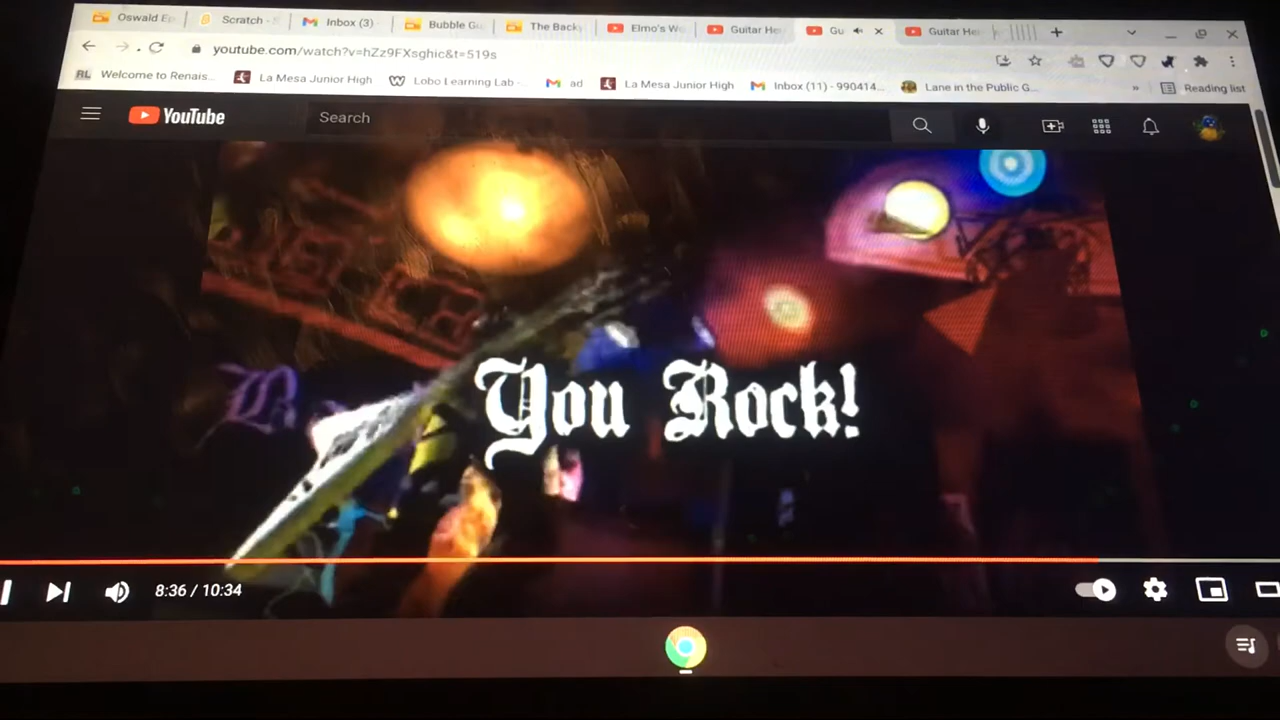 Oswald Ep
Scratch -
Inbox (3)
Bubble Gu
The Backy
Elmo's Wo
Guitar He
Gu
Guitar He
youtube.com/watch?v=hZz9FXsghic&t=519s
RL Welcome to Renais...
La Mesa Junior High
Lobo Learning Lab -...
ad
La Mesa Junior High
Inbox (11) - 990414...
Lane in the Public G...
»
Reading list
YouTube
Search
You Rock!
8:36 / 10:34